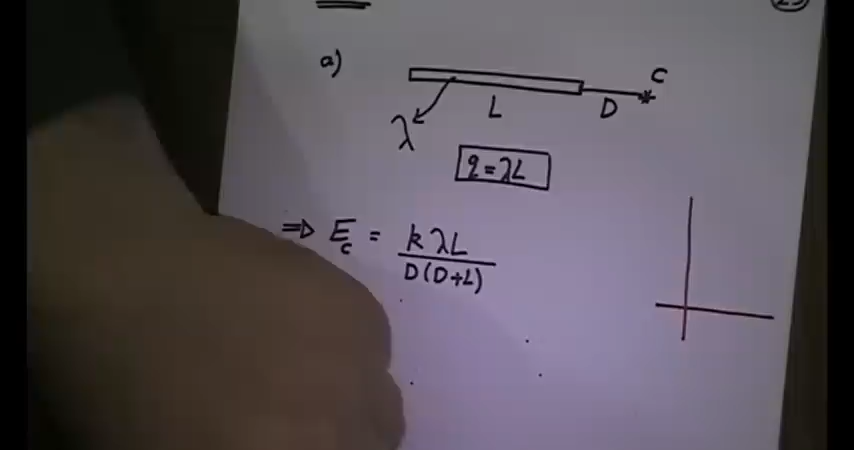 a)
C
L D
λ
q = λL
⇒ E_c = kλL / D(D+L)